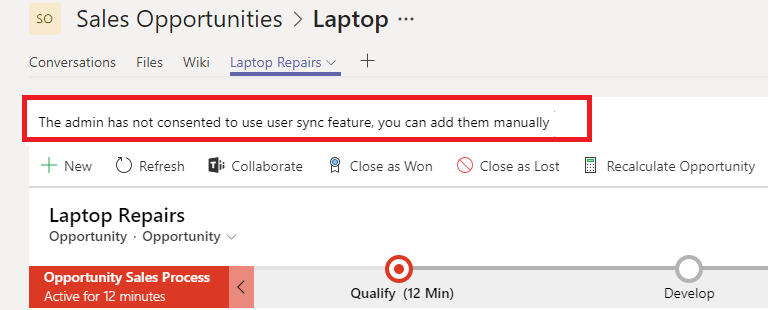 SO Sales Opportunities > Laptop ···
Conversations Files Wiki Laptop Repairs
The admin has not consented to use user sync feature, you can add them manually
New Refresh Collaborate Close as Won Close as Lost Recalculate Opportunity
Laptop Repairs
Opportunity · Opportunity
Opportunity Sales Process
Active for 12 minutes
Qualify (12 Min) Develop